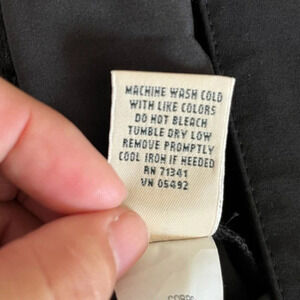 MACHINE WASH COLD
WITH LIKE COLORS
DO NOT BLEACH
TUMBLE DRY LOW
REMOVE PROMPTLY
COOL IRON IF NEEDED
RN 71341
VN 05492